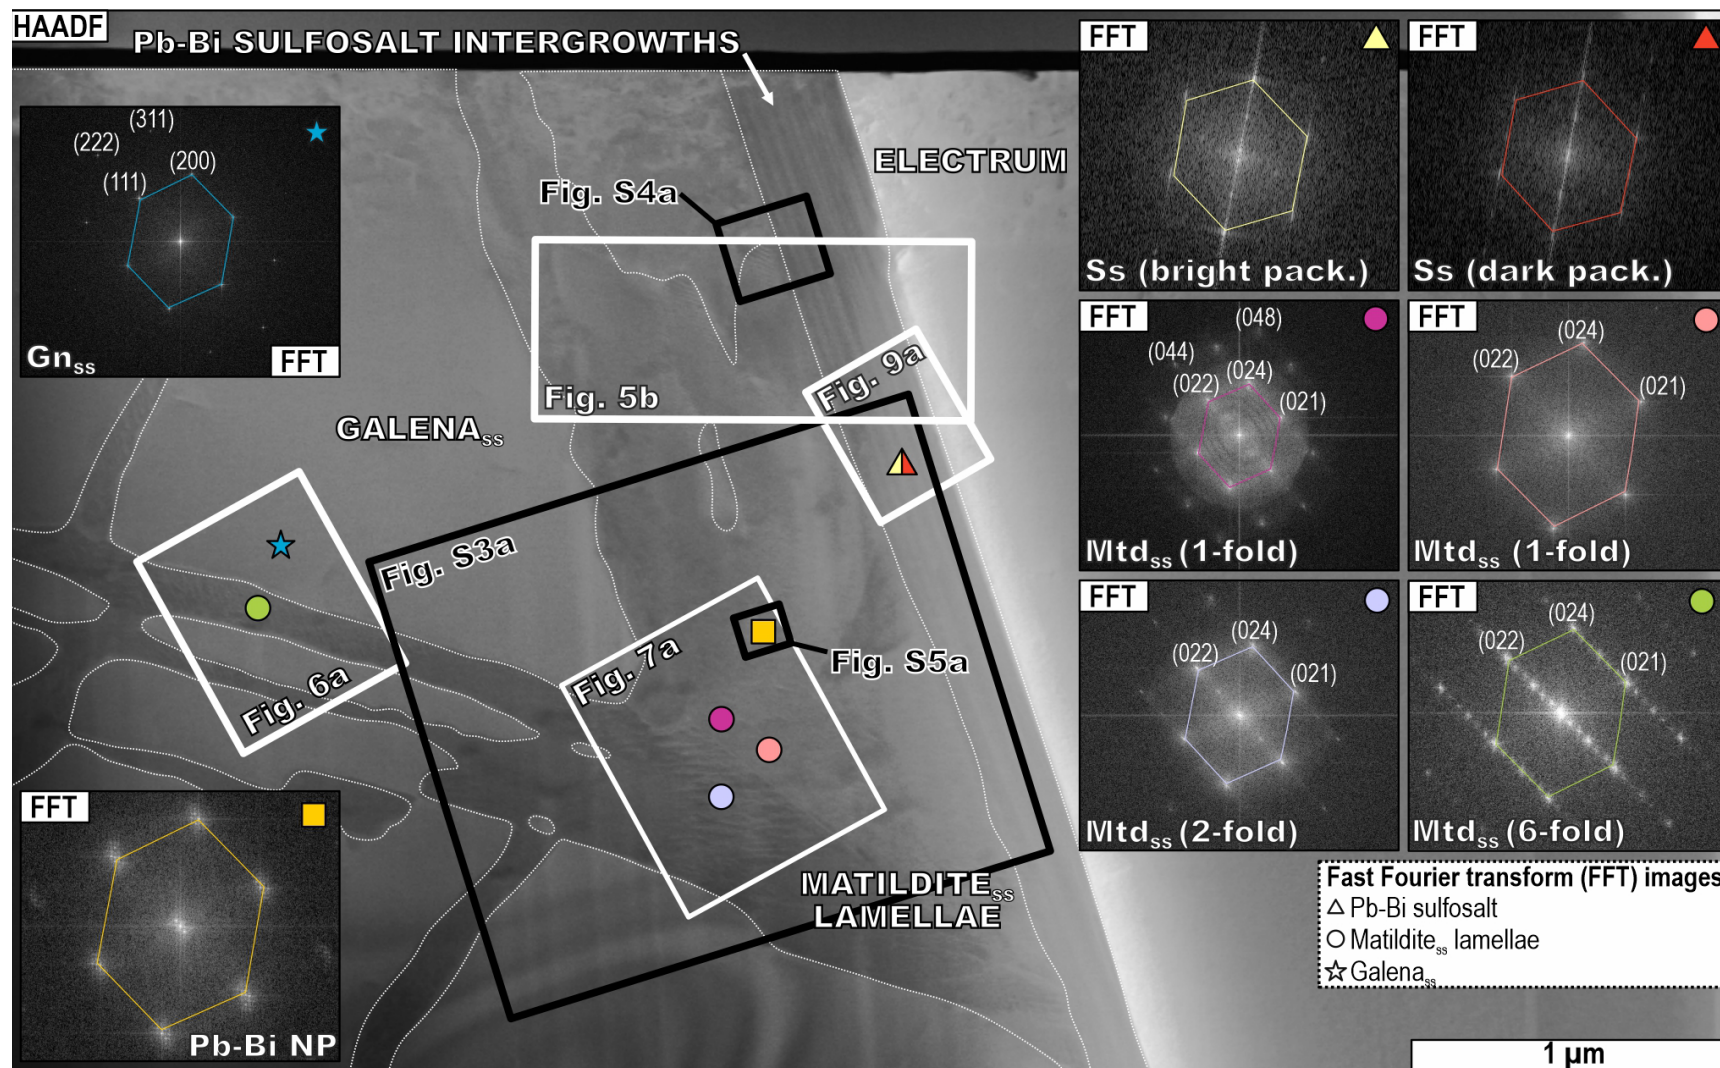 HAADF
Pb-Bi SULFOSALT INTERGROWTHS
FFT
FFT
(311)
(222)
(200)
(111)
Gnss
FFT
ELECTRUM
Fig. S4a
Ss (bright pack.)
Ss (dark pack.)
Fig. 5b
Fig. 9a
GALENAss
FFT
(048)
(044)
(022)
(024)
(021)
Mtdss (1-fold)
FFT
(024)
(022)
(021)
Mtdss (1-fold)
Fig. S3a
Fig. 6a
Fig. 7a
Fig. S5a
FFT
(024)
(022)
(021)
Mtdss (2-fold)
FFT
(024)
(022)
(021)
Mtdss (6-fold)
FFT
Pb-Bi NP
MATILDITEss
LAMELLAE
Fast Fourier transform (FFT) images
Pb-Bi sulfosalt
Matilditess lamellae
Galenass
1 µm